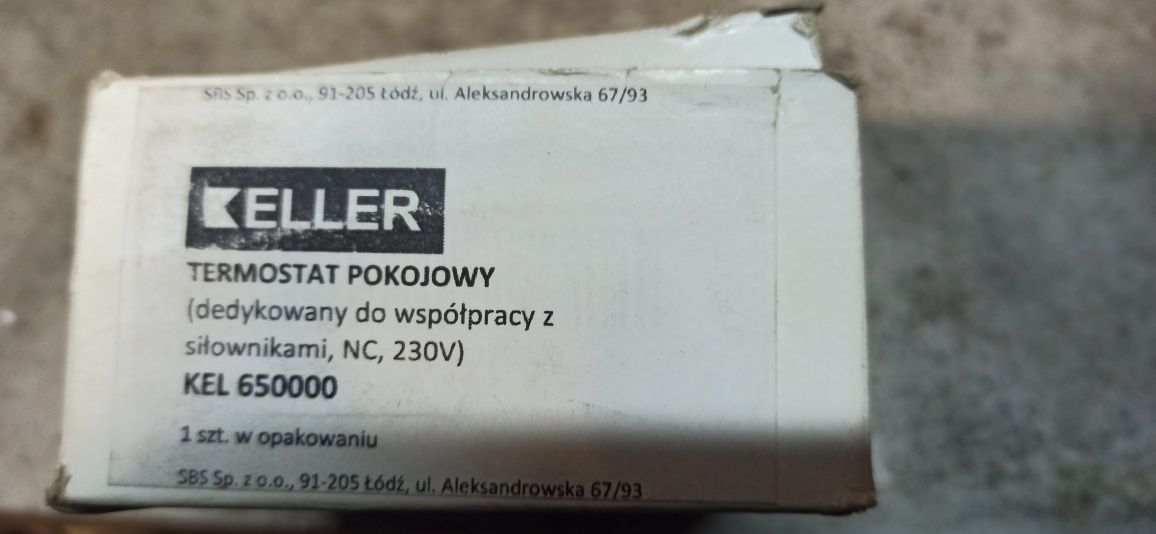 SBS Sp. z o.o., 91-205 Łódź, ul. Aleksandrowska 67/93
KELLER
TERMOSTAT POKOJOWY
(dedykowany do współpracy z
siłownikami, NC, 230V)
KEL 650000
1 szt. w opakowaniu
SBS Sp. z o.o., 91-205 Łódź, ul. Aleksandrowska 67/93